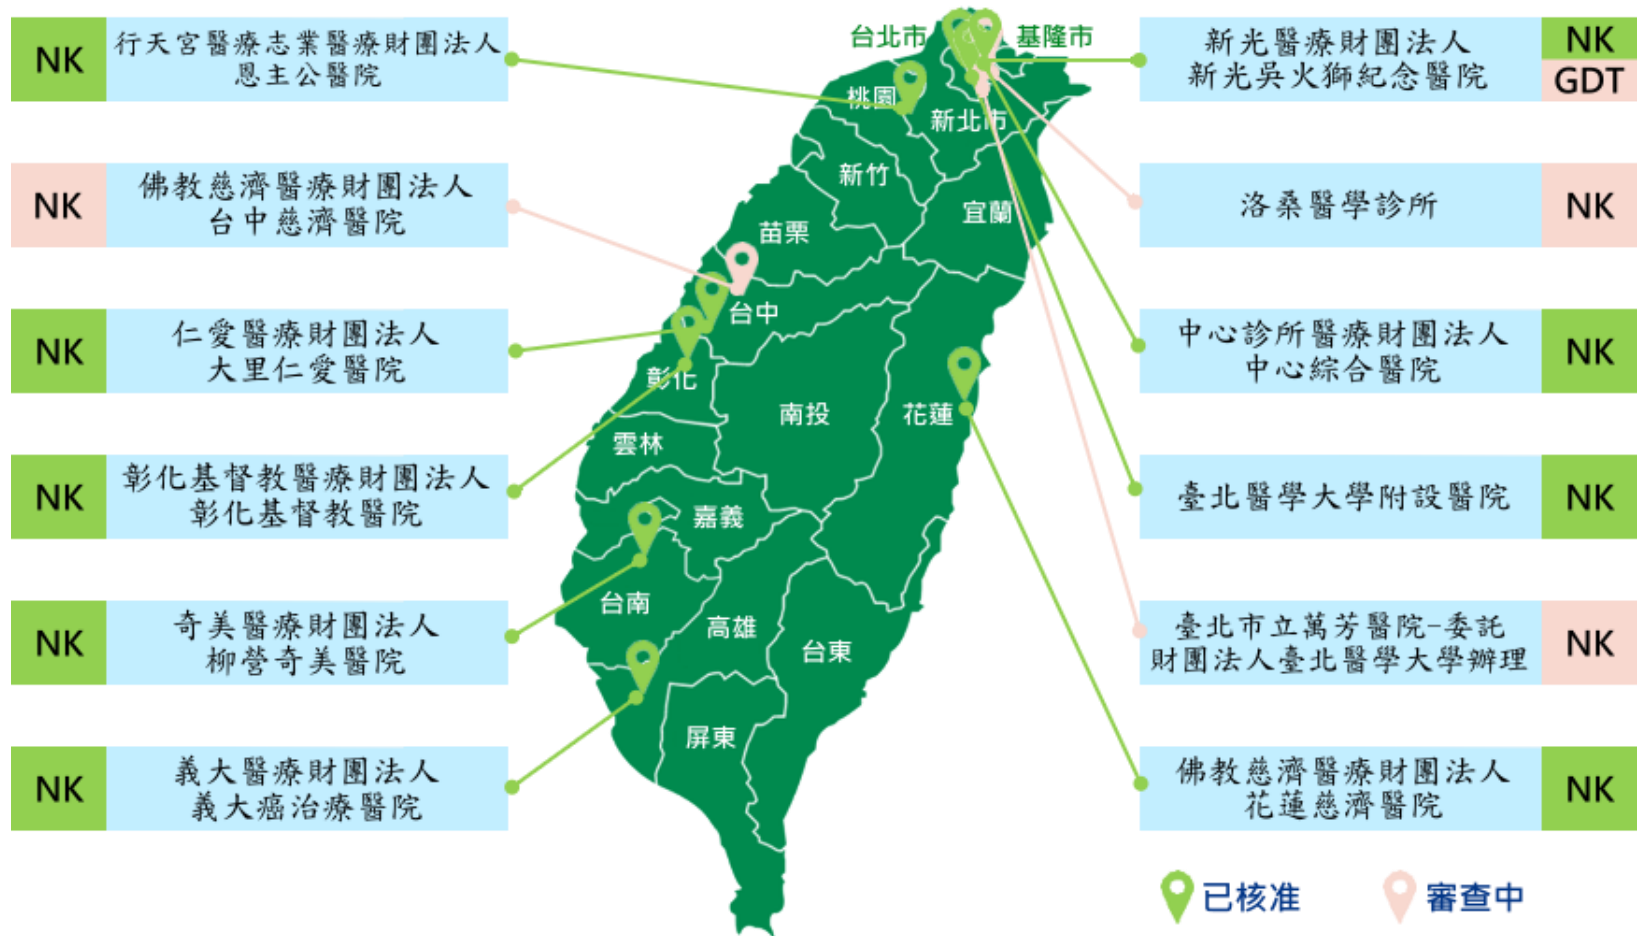 NK
行天宮醫療志業醫療財團法人
恩主公醫院
NK
佛教慈濟醫療財團法人
台中慈濟醫院
NK
仁愛醫療財團法人
大里仁愛醫院
NK
彰化基督教醫療財團法人
彰化基督教醫院
NK
奇美醫療財團法人
柳營奇美醫院
NK
義大醫療財團法人
義大癌治療醫院
台北市
基隆市
桃園
新北市
新竹
宜蘭
苗栗
台中
彰化
南投
花蓮
雲林
嘉義
台南
高雄
台東
屏東
新光醫療財團法人
新光吳火獅紀念醫院
NK
GDT
洛桑醫學診所
NK
中心診所醫療財團法人
中心綜合醫院
NK
臺北醫學大學附設醫院
NK
臺北市立萬芳醫院-委託
財團法人臺北醫學大學辦理
NK
佛教慈濟醫療財團法人
花蓮慈濟醫院
NK
已核准
審查中